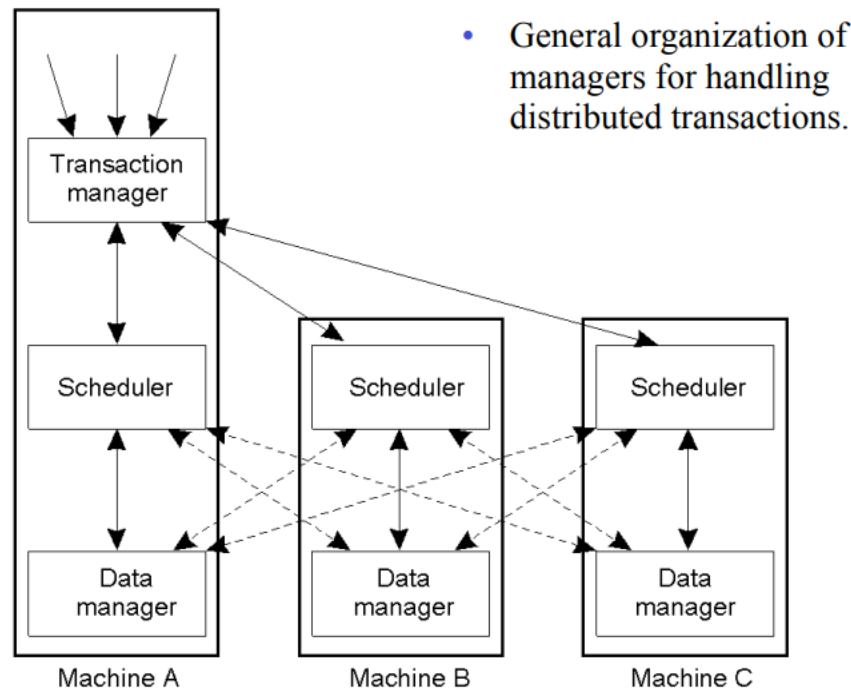 • General organization of
managers for handling
distributed transactions.
Transaction
manager
Scheduler
Scheduler
Scheduler
Data
manager
Data
manager
Data
manager
Machine A
Machine B
Machine C